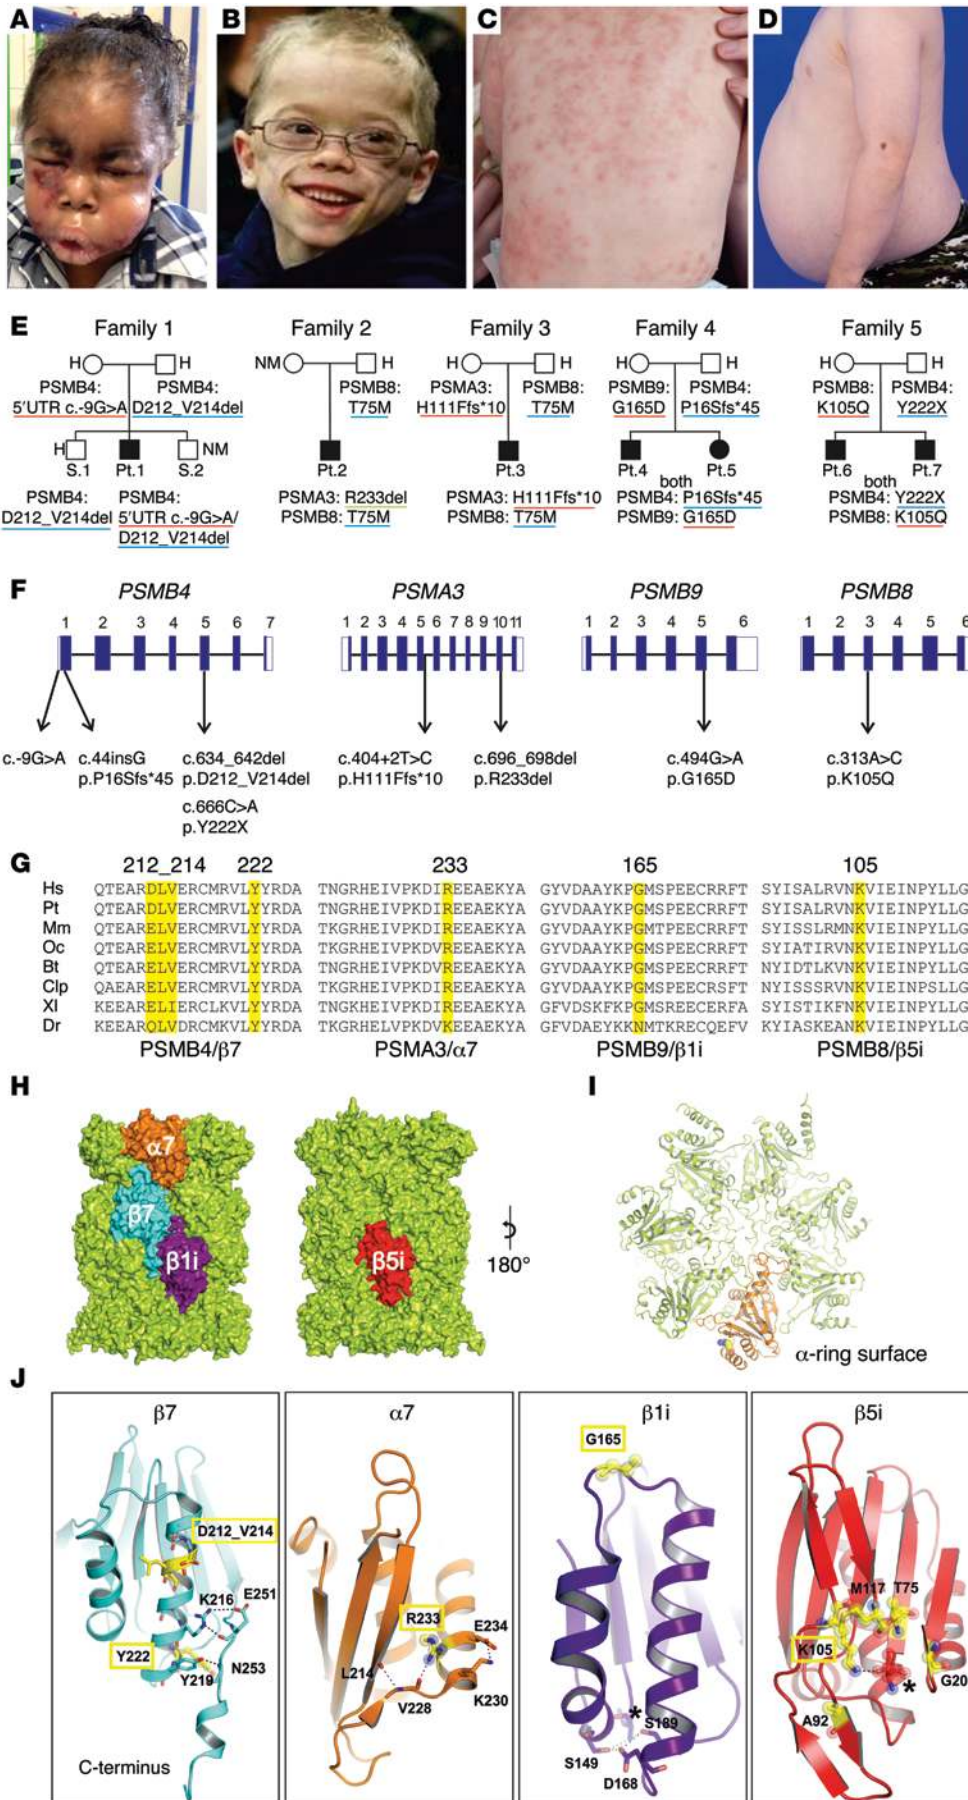 A B C D
E Family 1 Family 2 Family 3 Family 4 Family 5
H H NM H H H H H H H
PSMB4: PSMB4: PSMB8: PSMA3: PSMB8: PSMB9: PSMB4: PSMB8: PSMB4:
5′UTR c.-9G>A D212_V214del T75M H111Ffs*10 T75M G165D P16Sfs*45 K105Q Y222X
H NM
S.1 Pt.1 S.2 Pt.2 Pt.3 Pt.4 Pt.5 Pt.6 Pt.7
both both
PSMB4: PSMB4: PSMA3: R233del PSMA3: H111Ffs*10 PSMB4: P16Sfs*45 PSMB4: Y222X
D212_V214del 5′UTR c.-9G>A/ PSMB8: T75M PSMB8: T75M PSMB9: G165D PSMB8: K105Q
D212_V214del
F PSMB4 PSMA3 PSMB9 PSMB8
1 2 3 4 5 6 7 1 2 3 4 5 6 7 8 9 10 11 1 2 3 4 5 6 1 2 3 4 5 6
c.-9G>A c.44insG c.634_642del c.404+2T>C c.696_698del c.494G>A c.313A>C
p.P16Sfs*45 p.D212_V214del p.H111Ffs*10 p.R233del p.G165D p.K105Q
c.666C>A
p.Y222X
G 212_214 222 233 165 105
Hs QTEARDLVERCMRVLYYRDA TNGRHEIVPKDIREEAEKYA GYVDAAYKPGMSPEECRRFT SYISALRVNKVIEINPYLLG
Pt QTEARDLVERCMRVLYYRDA TNGRHEIVPKDIREEAEKYA GYVDAAYKPGMSPEECRRFT SYISALRVNKVIEINPYLLG
Mm QTEARELVERCMRVLYYRDA TNGRHEIVPKDIREEAEKYA GYVDAAYKPGMTPEECRRFT SYISSLRMNKVIEINPYLLG
Oc QTEARELVERCMRVLYYRDA TNGRHEIVPKDVREEAEKYA GYVDAAYKPGMSPEECRRFT SYIATIRVNKVIEINPYLLG
Bt QTEARELVERCMRVLYYRDA TNGRHEIVPKDVREEAEKYA GYVDAAYKPGMSPEECRRFT NYIDTLKVNKVIEINPYLLG
Clp QAEARELVERCMRVLYYRDA TNGRHEIVPKDIREEAEKYA GYVDAAYKPGMSPEECRSFT NYISSSRVNKVIEINPSLLG
Xl KEEARELIERCLKVLYYRDA TNGKHEIVPKDIREEAEKYA GFVDSKFKPGMSREECRRFV SYISTIKFNKVIEINPYLLG
Dr KEEARQLVDRCMKVLYYRDA TNGRHELVPKDVKEEAEKYA GFVDAEYKKNMTKRECQEFV KYIASKEANKVIEINPYLLG
PSMB4/β7 PSMA3/α7 PSMB9/β1i PSMB8/β5i
H α7 I
β7 β1i β5i 180°
α-ring surface
J β7 α7 β1i β5i
D212_V214 K216 E251
Y222 Y219 N253
C-terminus
R233 E234
L214 V228 K230
G165
* S189
S149 D168
M117 T75
K105 G20
A92 *